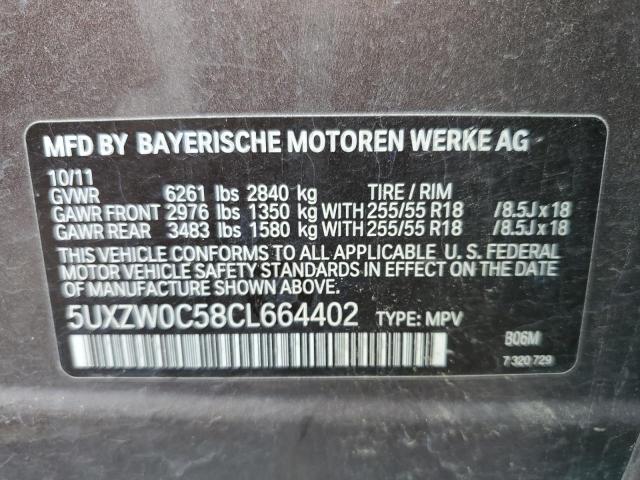 MFD BY BAYERISCHE MOTOREN WERKE AG
10/11
GVWR 6261 lbs 2840 kg TIRE / RIM
GAWR FRONT 2976 lbs 1350 kg WITH 255/55 R18 /8.5J x 18
GAWR REAR 3483 lbs 1580 kg WITH 255/55 R18 /8.5J x 18
THIS VEHICLE CONFORMS TO ALL APPLICABLE U. S. FEDERAL
MOTOR VEHICLE SAFETY STANDARDS IN EFFECT ON THE DATE
OF MANUFACTURE SHOWN ABOVE.
5UXZW0C58CL664402 TYPE: MPV
B06M
7 320 729